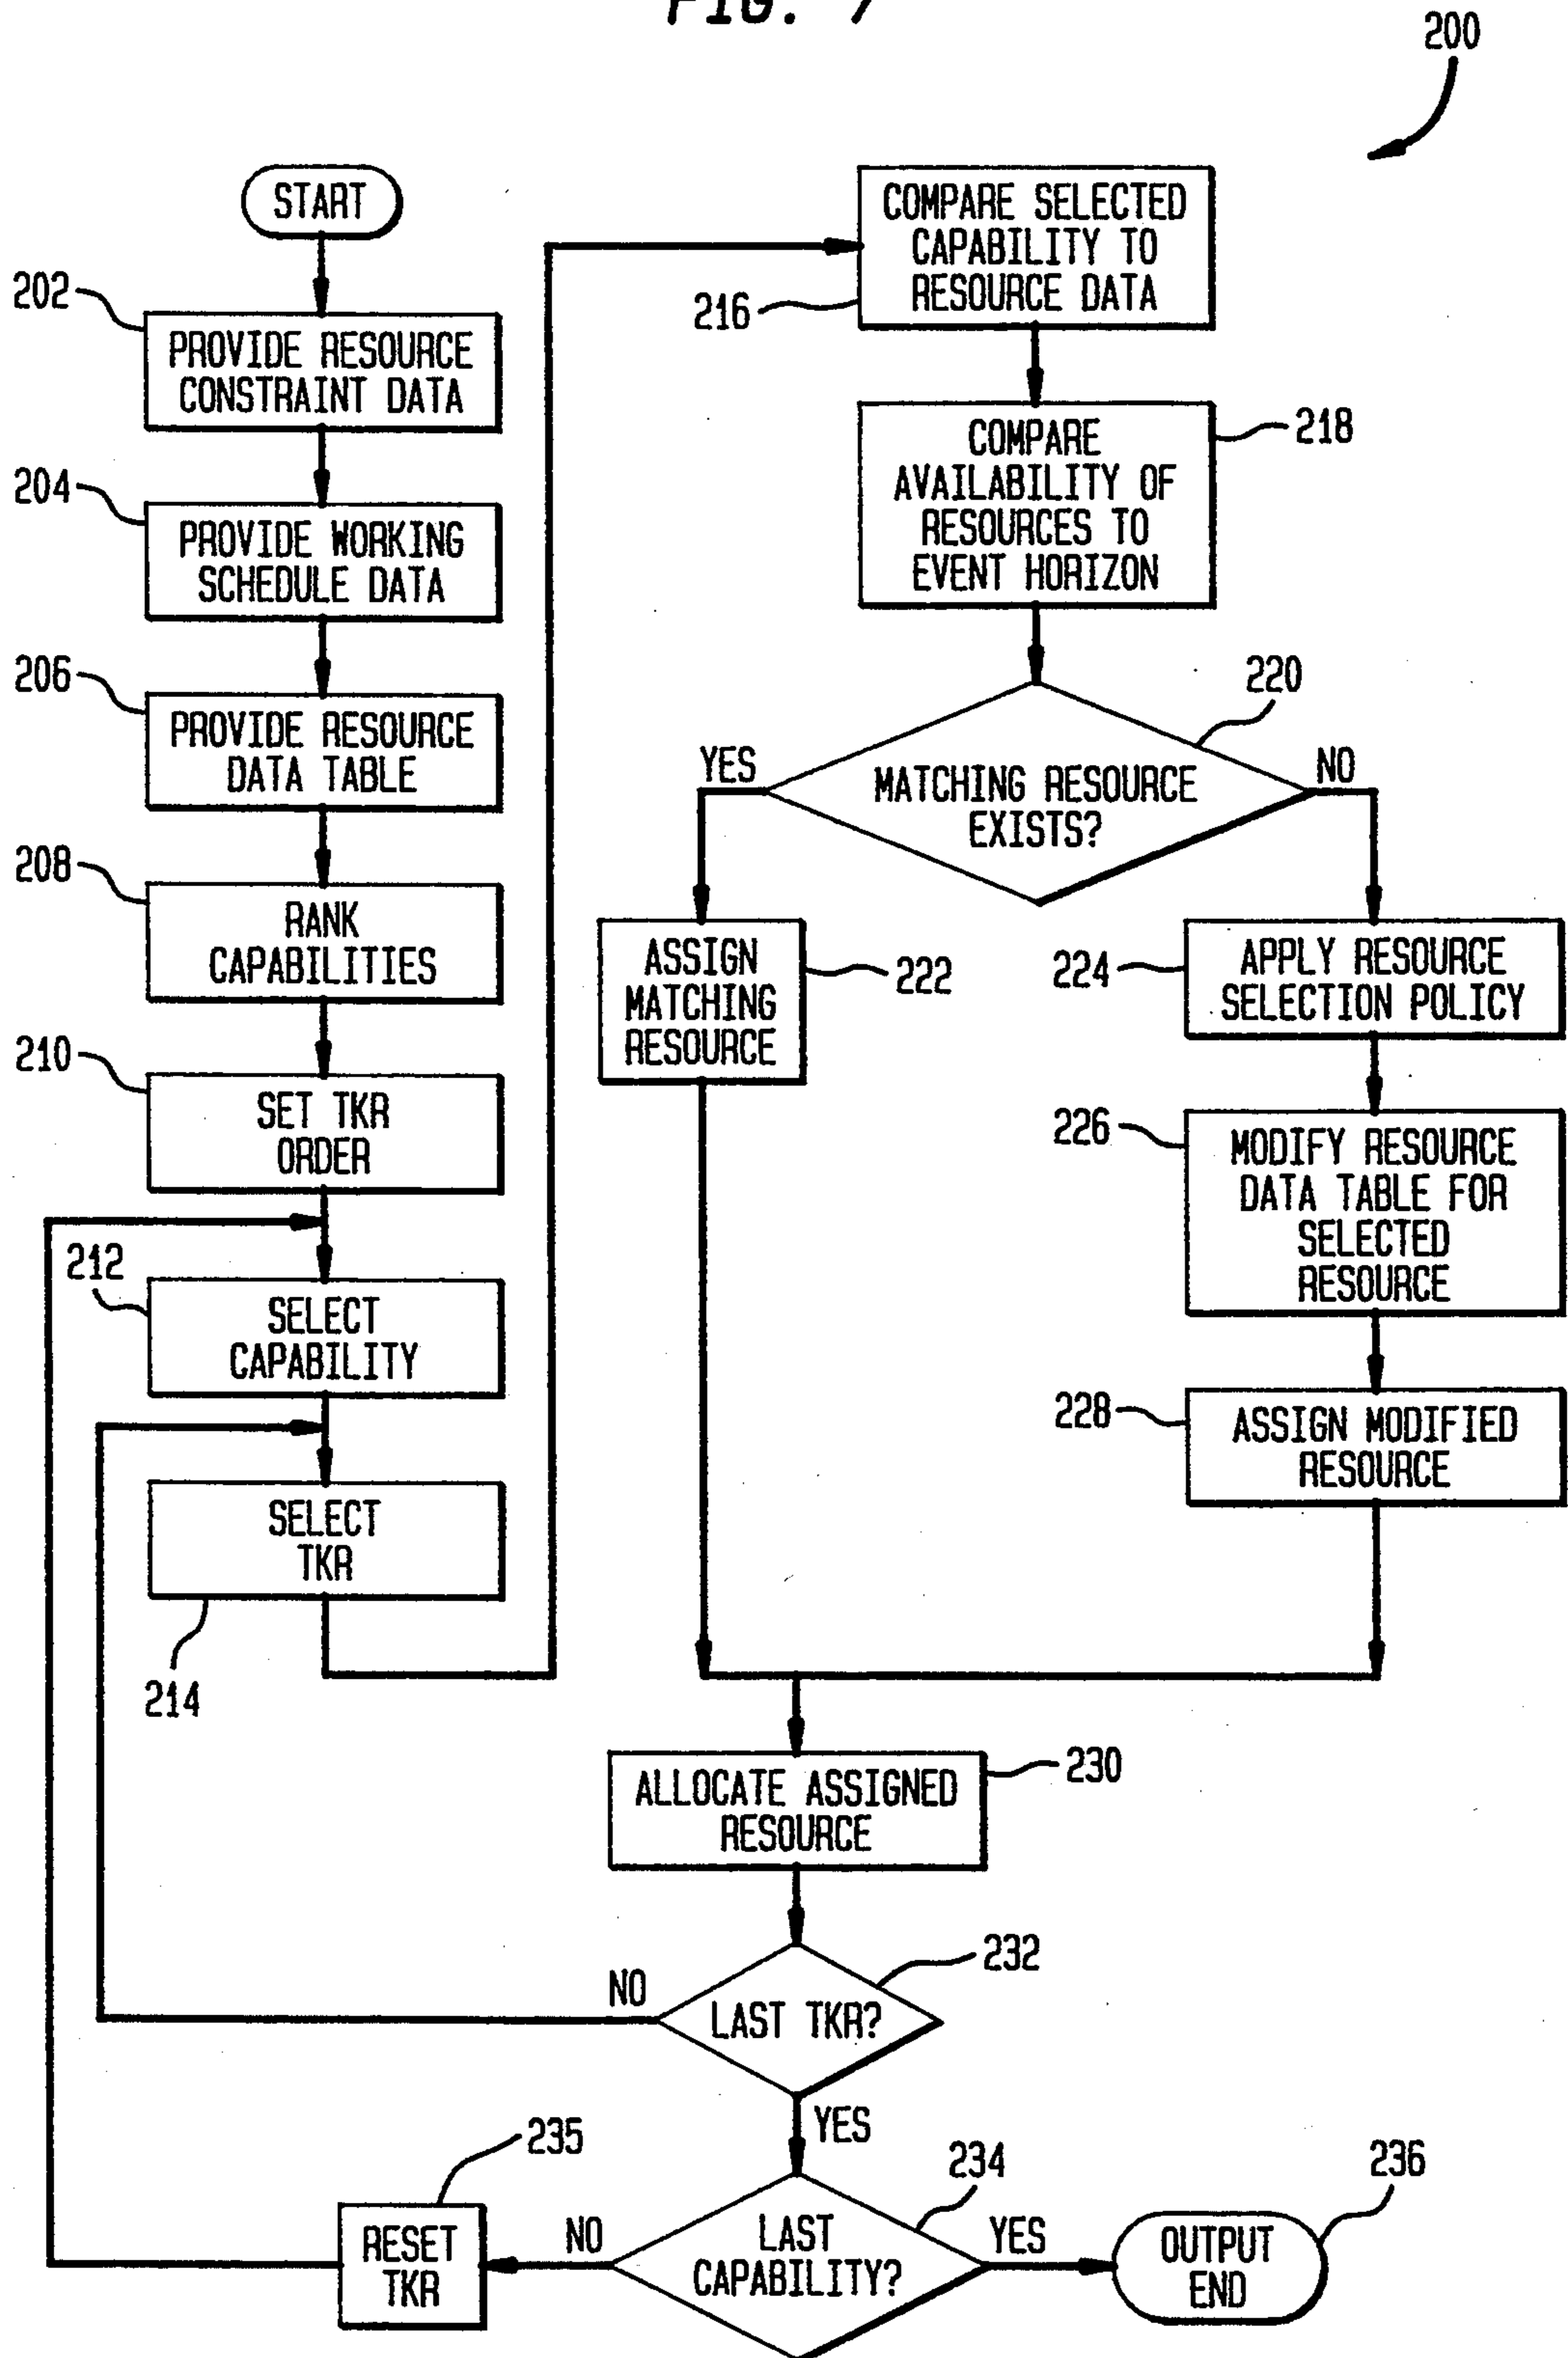 FIG. 7
200
START
202
PROVIDE RESOURCE
CONSTRAINT DATA
204
PROVIDE WORKING
SCHEDULE DATA
206
PROVIDE RESOURCE
DATA TABLE
208
RANK
CAPABILITIES
210
SET TKR
ORDER
212
SELECT
CAPABILITY
SELECT
TKR
214
COMPARE SELECTED
CAPABILITY TO
RESOURCE DATA
216
COMPARE
AVAILABILITY OF
RESOURCES TO
EVENT HORIZON
218
220
YES
MATCHING RESOURCE
EXISTS?
NO
ASSIGN
MATCHING
RESOURCE
222
224
APPLY RESOURCE
SELECTION POLICY
226
MODIFY RESOURCE
DATA TABLE FOR
SELECTED
RESOURCE
228
ASSIGN MODIFIED
RESOURCE
ALLOCATE ASSIGNED
RESOURCE
230
232
NO
LAST TKR?
YES
235
RESET
TKR
NO
234
LAST
CAPABILITY?
YES
236
OUTPUT
END